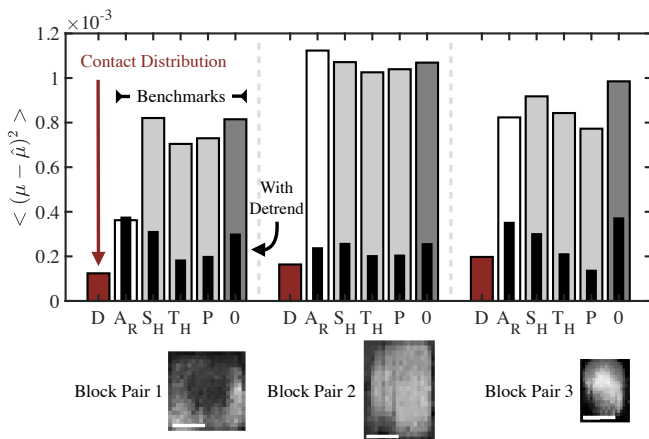 ×10⁻³
1.2
1
0.8
0.6
0.4
0.2
0
< (μ − μ̂)² >
Contact Distribution
Benchmarks
With
Detrend
D A_R S_H T_H P 0 D A_R S_H T_H P 0 D A_R S_H T_H P 0
Block Pair 1 Block Pair 2 Block Pair 3